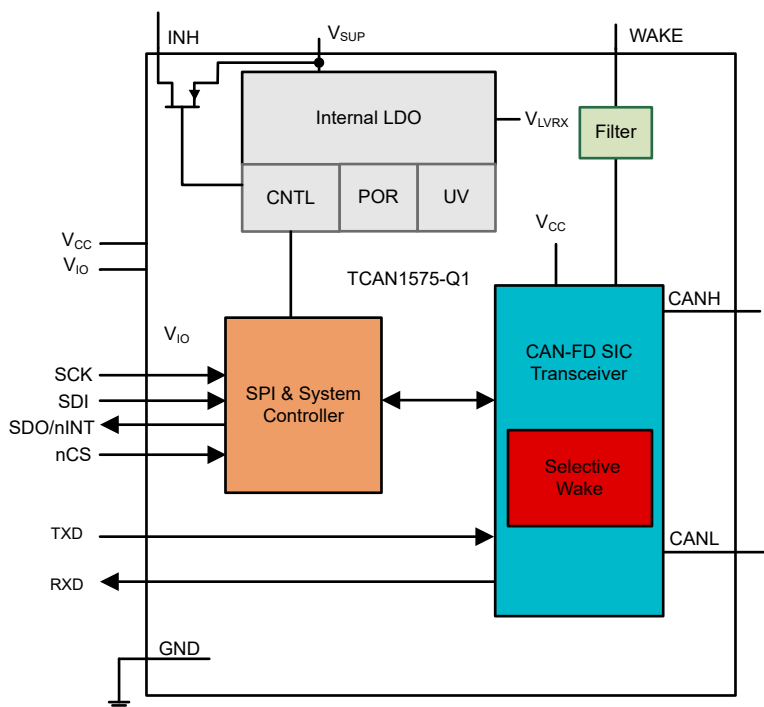 INH
VSUP
WAKE
Internal LDO
VLVRX
Filter
CNTL
POR
UV
VCC
VIO
VCC
TCAN1575-Q1
CANH
VIO
SCK
SDI
SDO/nINT
nCS
SPI & System
Controller
CAN-FD SIC
Transceiver
Selective
Wake
TXD
CANL
RXD
GND